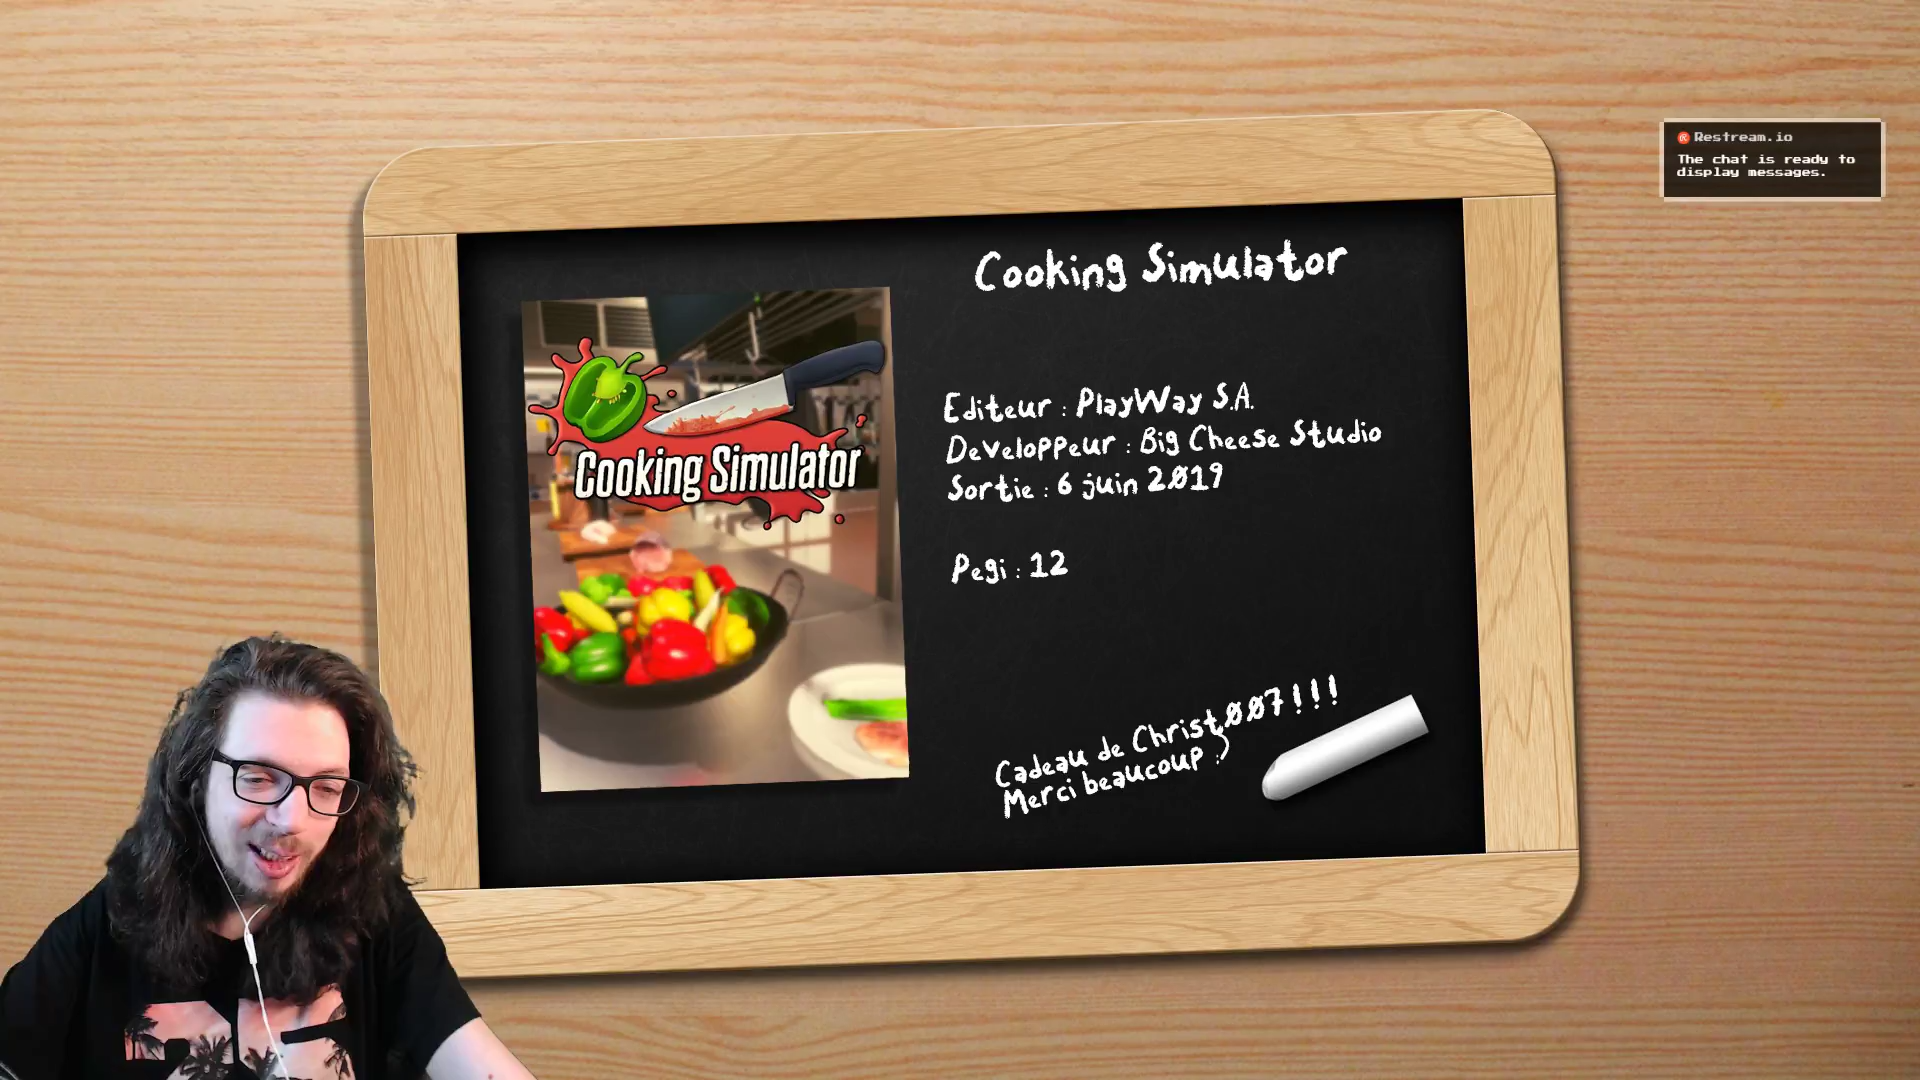 Restream.io
The chat is ready to
display messages.
Cooking Simulator
Cooking Simulator
Editeur : PlayWay S.A.
Developpeur : Big Cheese Studio
Sortie : 6 juin 2019
Pegi : 12
Cadeau de Christ007!!!
Merci beaucoup :)